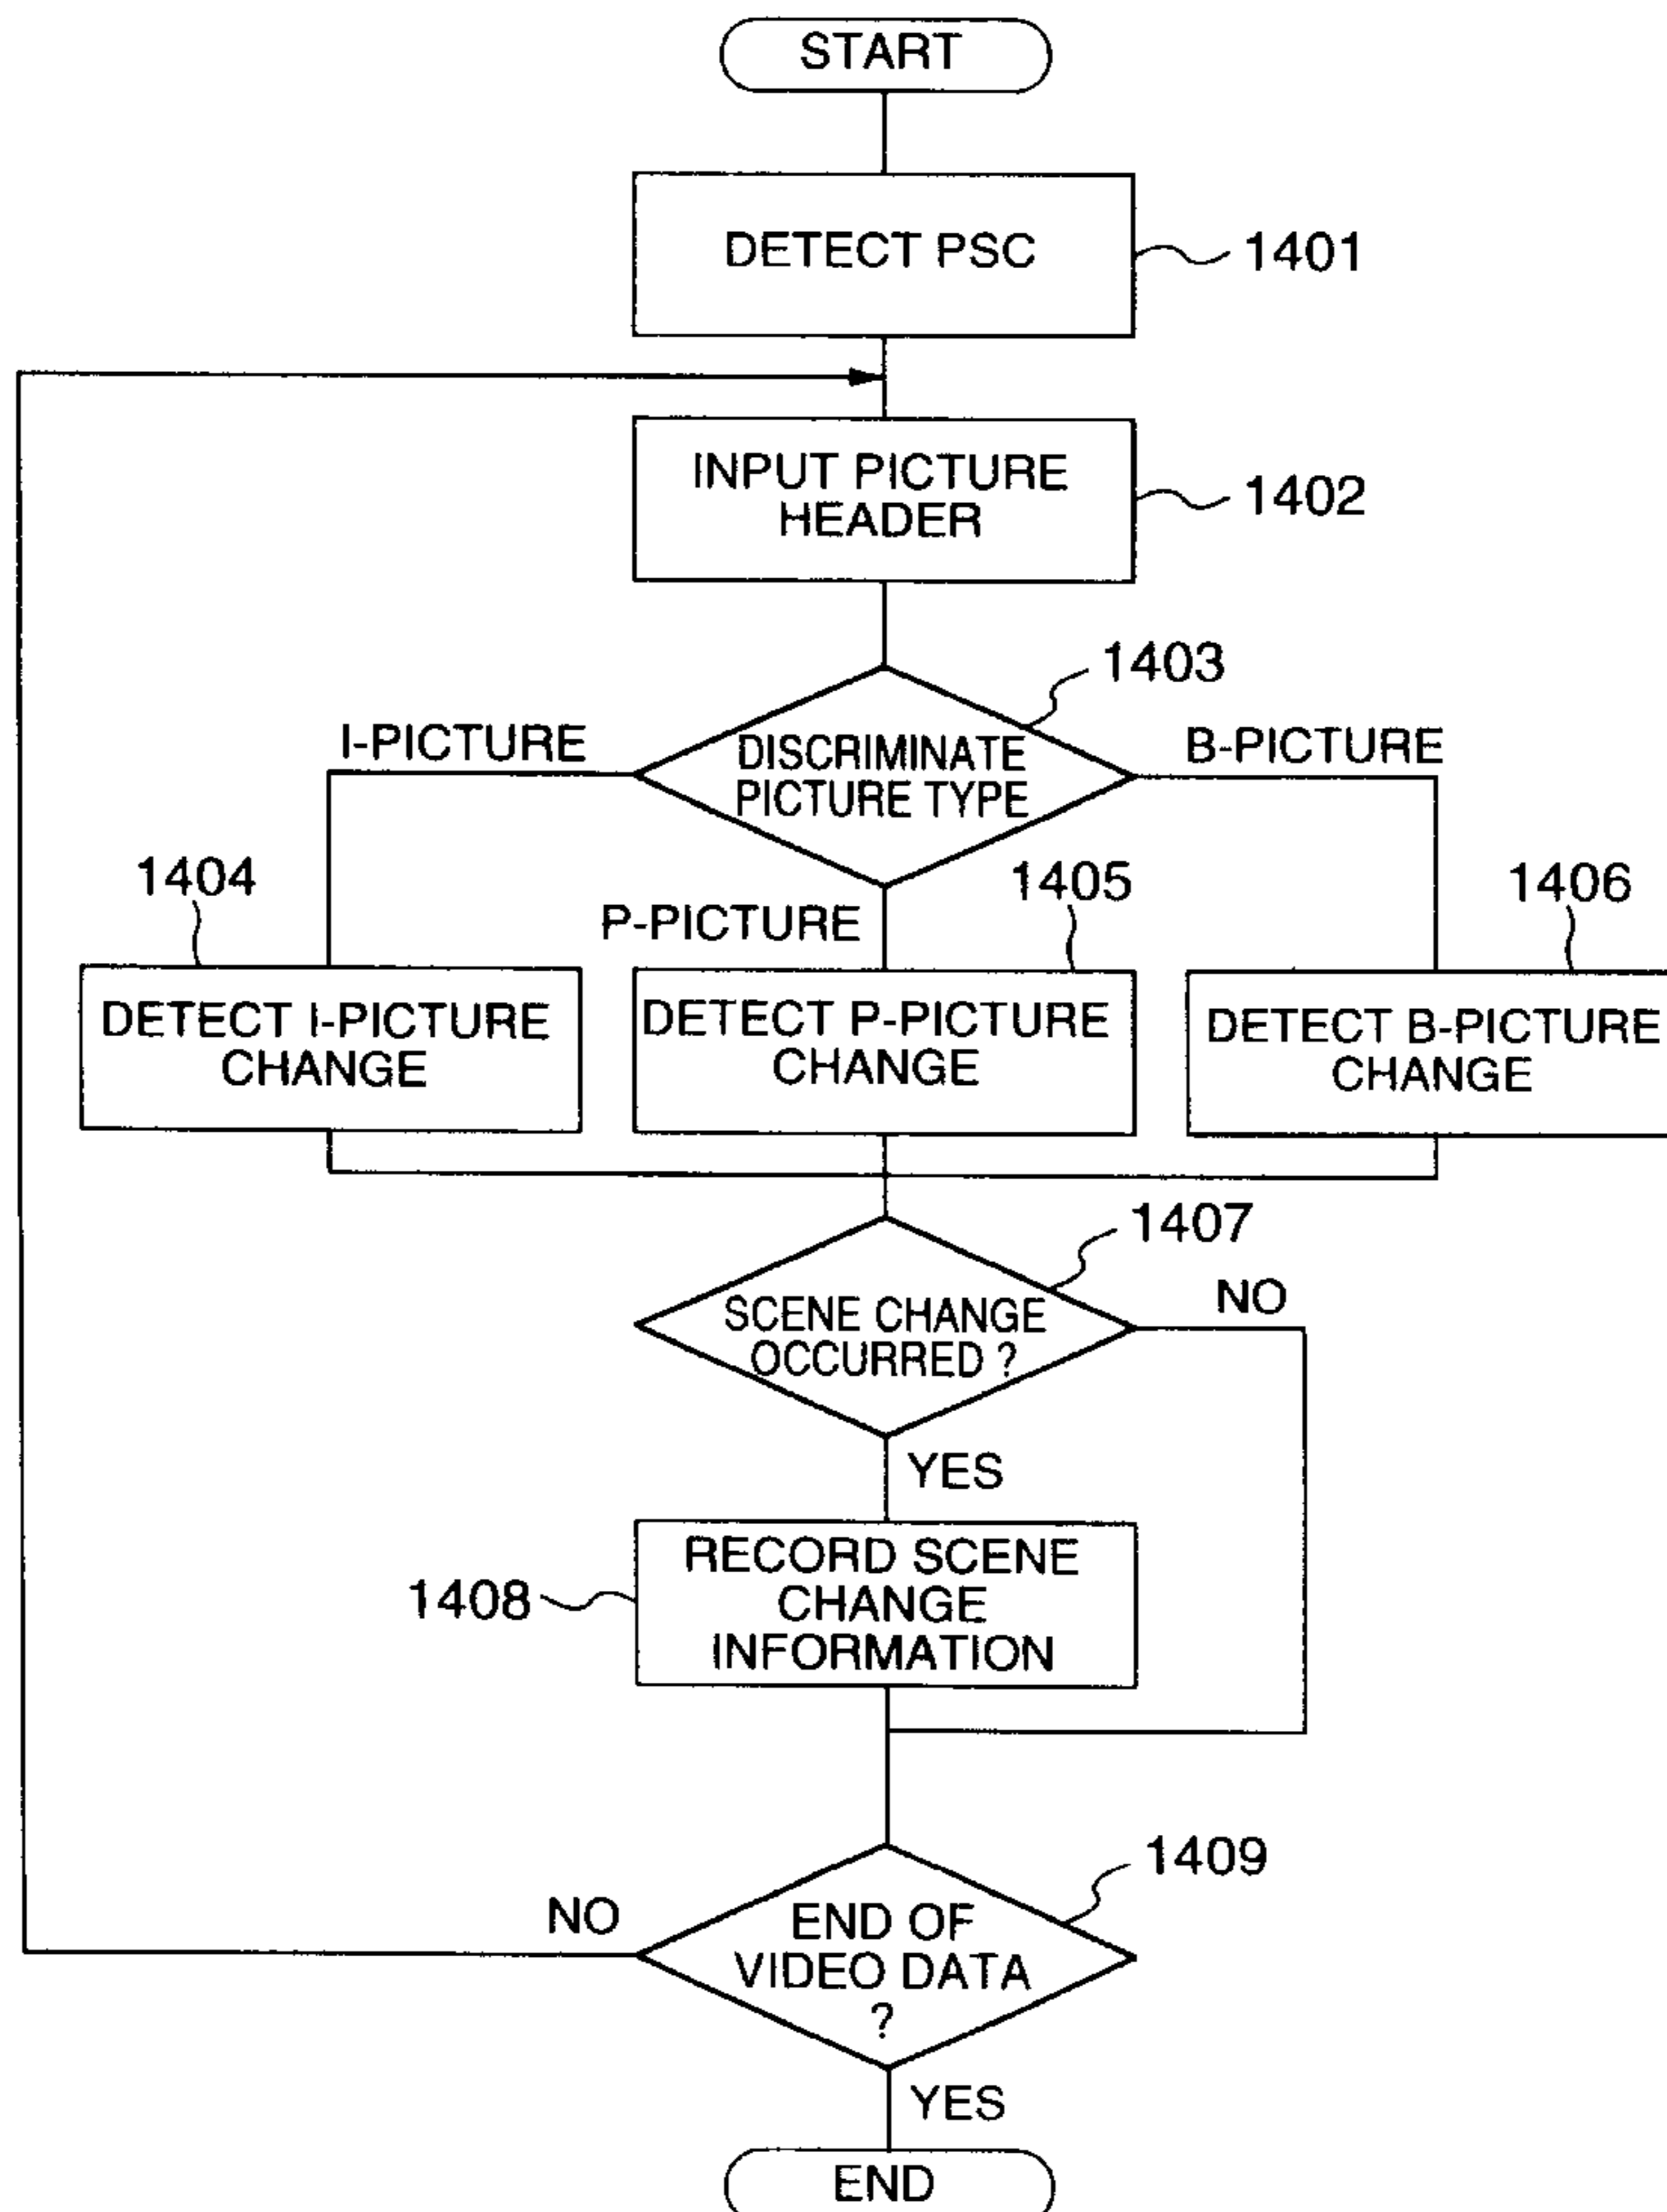 START
DETECT PSC
1401
INPUT PICTURE
HEADER
1402
1403
I-PICTURE
DISCRIMINATE
PICTURE TYPE
B-PICTURE
1404
P-PICTURE
1405
1406
DETECT I-PICTURE
CHANGE
DETECT P-PICTURE
CHANGE
DETECT B-PICTURE
CHANGE
1407
SCENE CHANGE
OCCURRED ?
NO
YES
RECORD SCENE
CHANGE
INFORMATION
1408
1409
NO
END OF
VIDEO DATA
?
YES
END